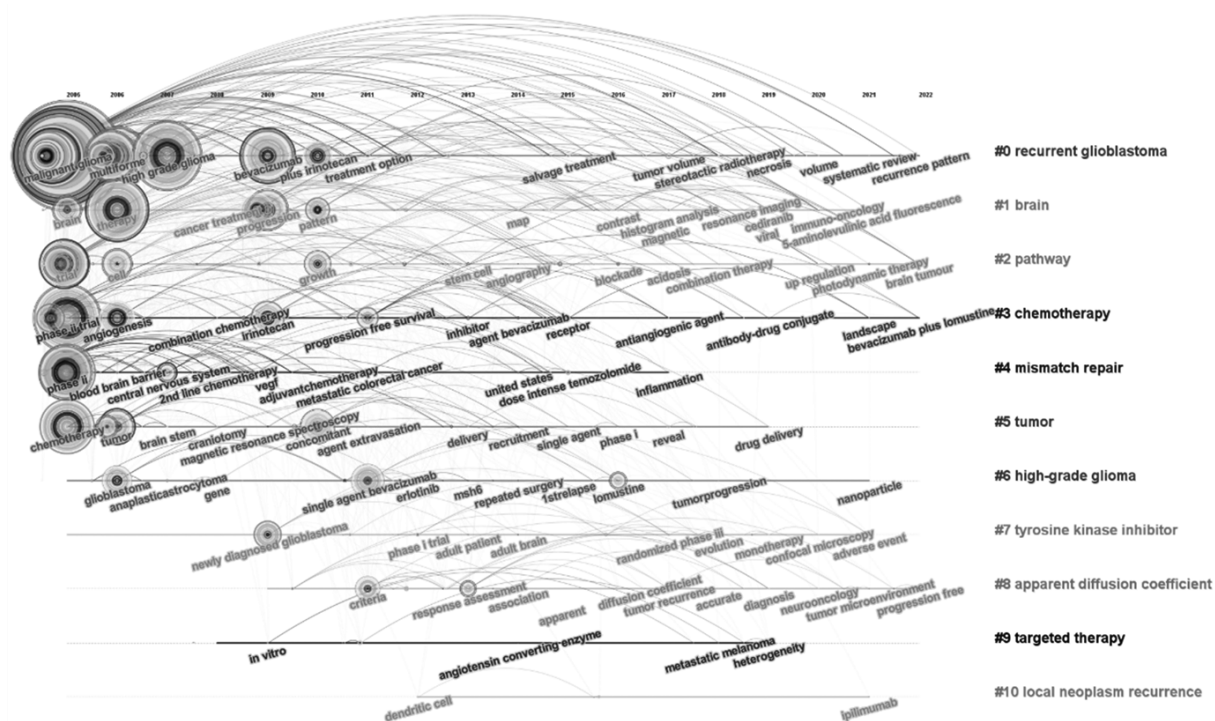 2005 2006 2007 2008 2009 2010 2011 2012 2013 2014 2015 2016 2017 2018 2019 2020 2021 2022
malignant glioma multiforme high grade glioma bevacizumab plus irinotecan treatment option salvage treatment tumor volume stereotactic radiotherapy necrosis volume systematic review- recurrence pattern
#0 recurrent glioblastoma
brain therapy cancer treatment progression pattern map contrast histogram analysis magnetic resonance imaging cediranib viral immuno-oncology 5-aminolevulinic acid fluorescence
#1 brain
trial cell growth stem cell angiography blockade acidosis combination therapy up regulation photodynamic therapy brain tumour
#2 pathway
phase ii trial angiogenesis combination chemotherapy irinotecan progression free survival inhibitor agent bevacizumab receptor antiangiogenic agent antibody-drug conjugate landscape bevacizumab plus lomustine
#3 chemotherapy
phase ii blood brain barrier central nervous system 2nd line chemotherapy vegf adjuvantchemotherapy metastatic colorectal cancer united states dose intense temozolomide inflammation
#4 mismatch repair
chemotherapy tumor brain stem craniotomy magnetic resonance spectroscopy concomitant agent extravasation delivery recruitment single agent phase i reveal drug delivery
#5 tumor
glioblastoma anaplasticastrocytoma gene single agent bevacizumab erlotinib msh6 repeated surgery 1strelapse lomustine tumorprogression nanoparticle
#6 high-grade glioma
newly diagnosed glioblastoma phase i trial adult patient adult brain randomized phase iii evolution monotherapy confocal microscopy adverse event
#7 tyrosine kinase inhibitor
criteria response assessment association apparent diffusion coefficient tumor recurrence accurate diagnosis neurooncology tumor microenvironment progression free
#8 apparent diffusion coefficient
in vitro angiotensin converting enzyme metastatic melanoma heterogeneity
#9 targeted therapy
dendritic cell ipilimumab
#10 local neoplasm recurrence